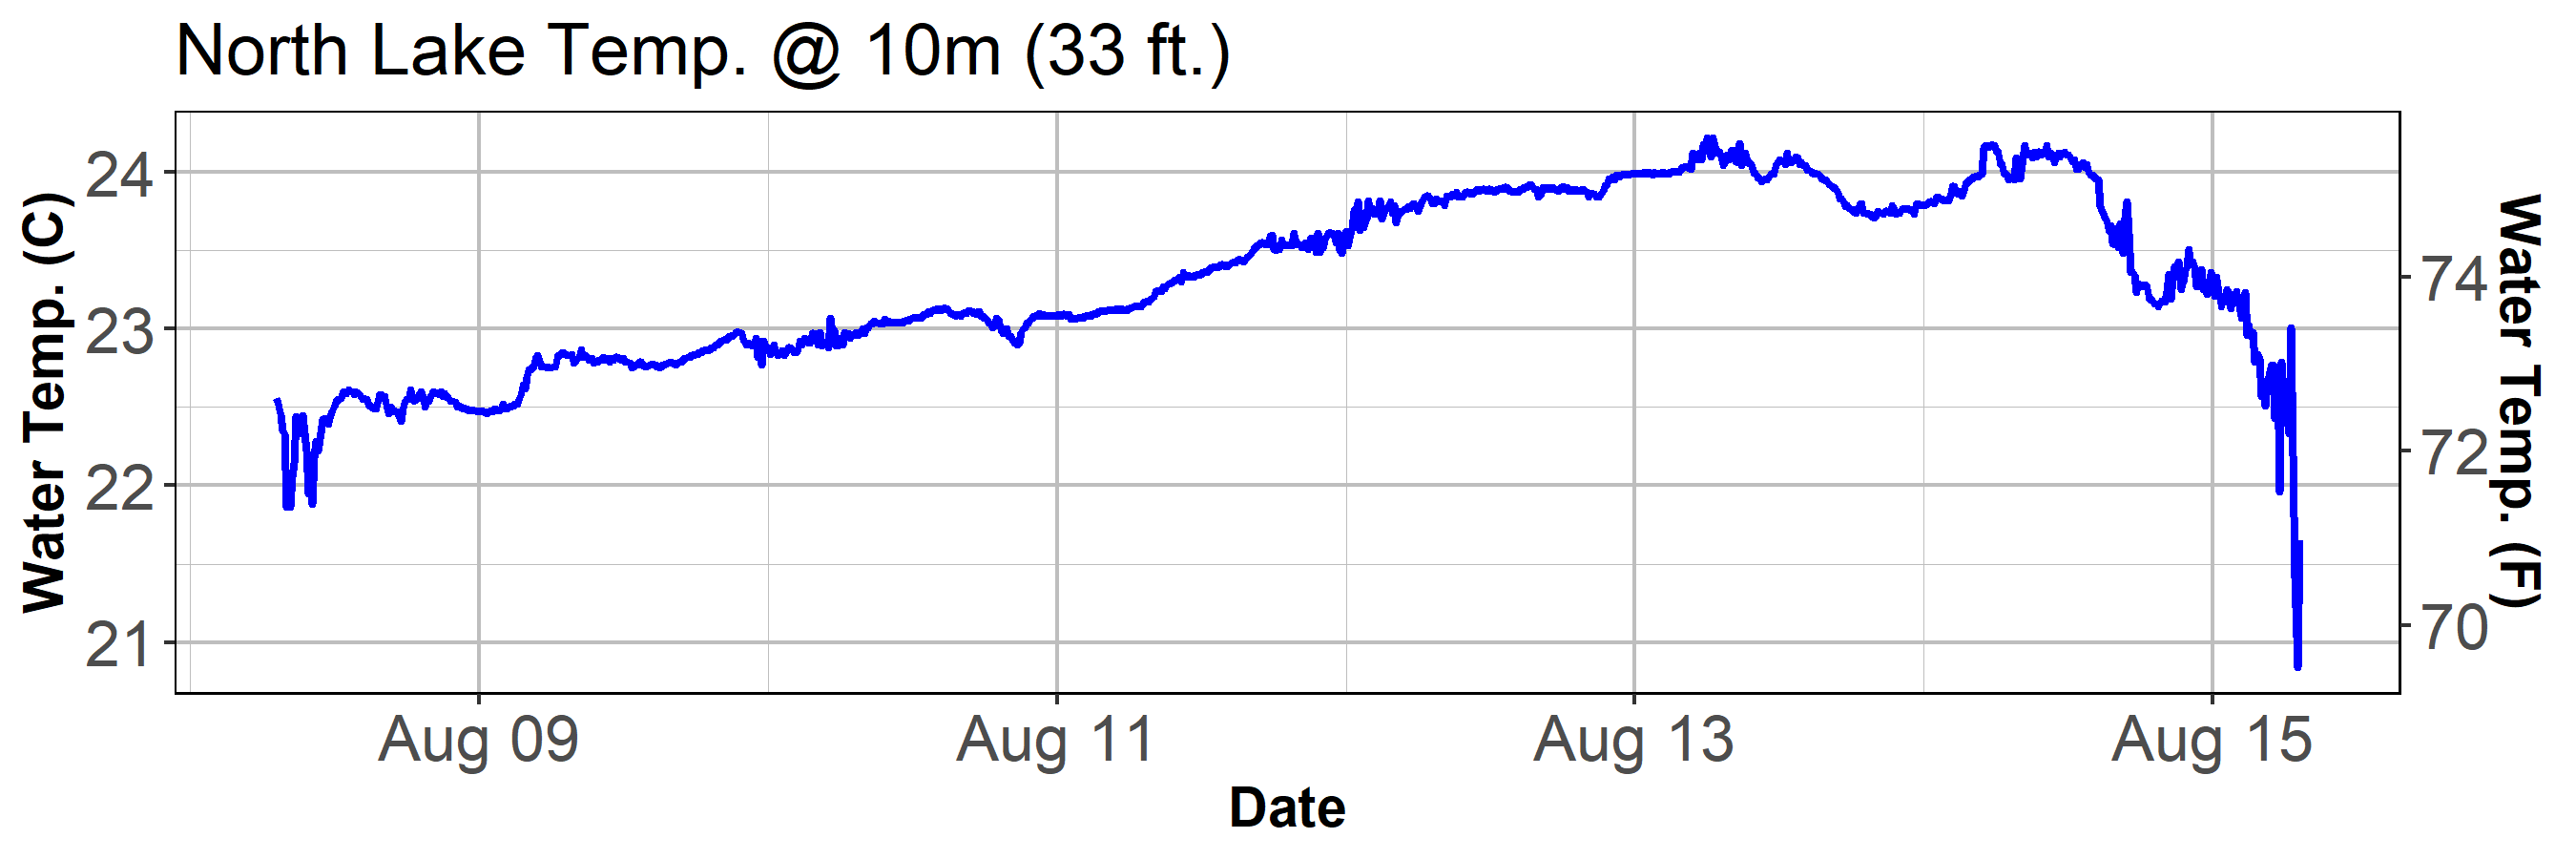 North Lake Temp. @ 10m (33 ft.)
Water Temp. (C)
24
23
22
21
74
72
70
Water Temp. (F)
Aug 09
Aug 11
Aug 13
Aug 15
Date